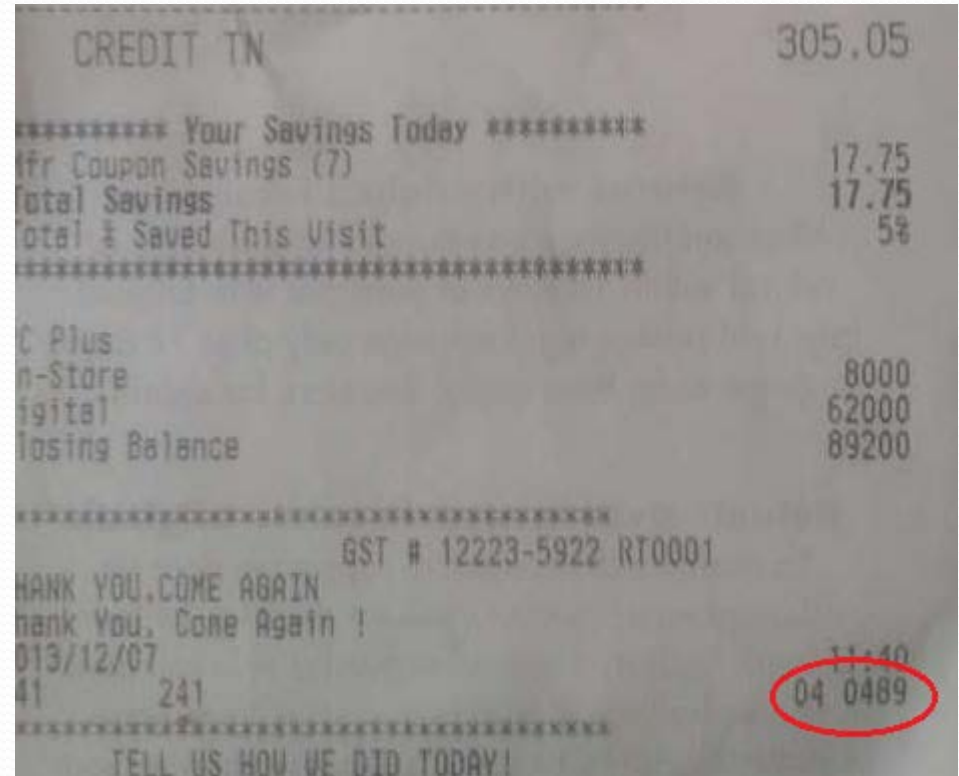 CREDIT TN 305.05
********** Your Savings Today **********
Mfr Coupon Savings (7) 17.75
Total Savings 17.75
Total % Saved This Visit 5%
****************************************
C Plus
n-Store 8000
igital 62000
losing Balance 89200
****************************************
GST # 12223-5922 RT0001
HANK YOU,COME AGAIN
hank You, Come Again !
013/12/07 11:40
41 241 04 0489
****************************************
TELL US HOW WE DID TODAY!